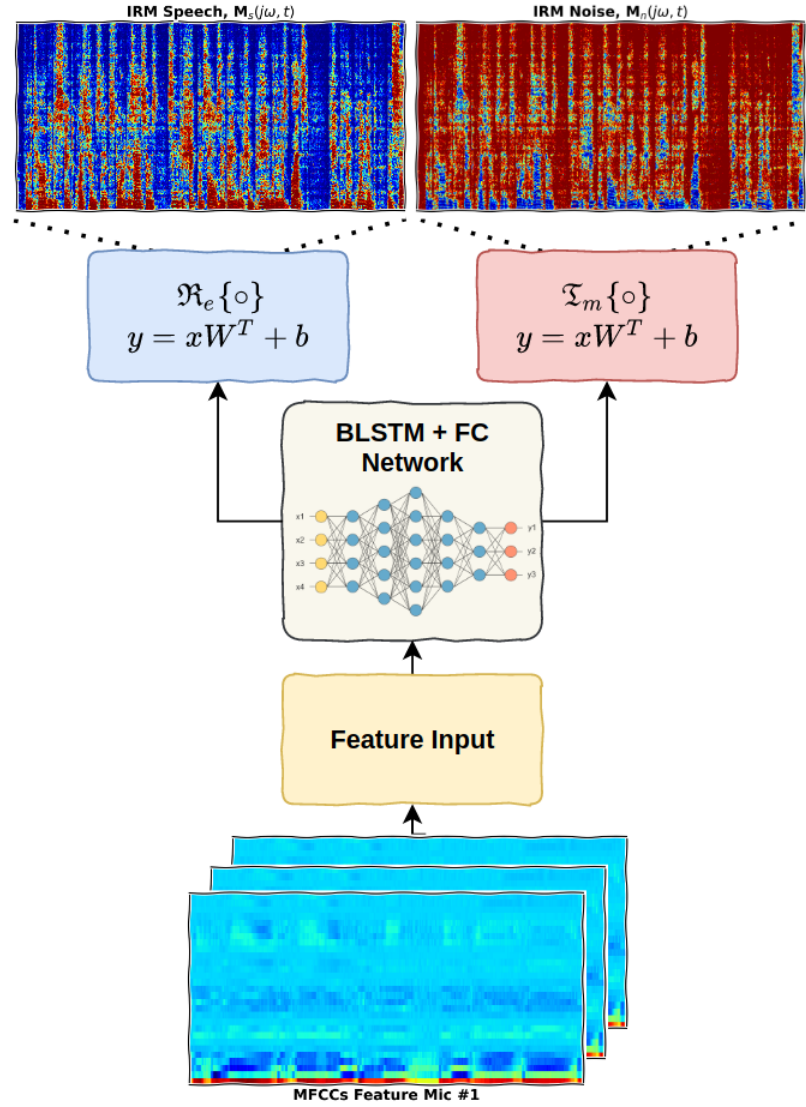 IRM Speech, M_s(jω, t)
IRM Noise, M_n(jω, t)
ℜ_e{∘}
y = xW^T + b
𝔗_m{∘}
y = xW^T + b
BLSTM + FC
Network
x1
x2
x3
x4
y1
y2
y3
Feature Input
MFCCs Feature Mic #1